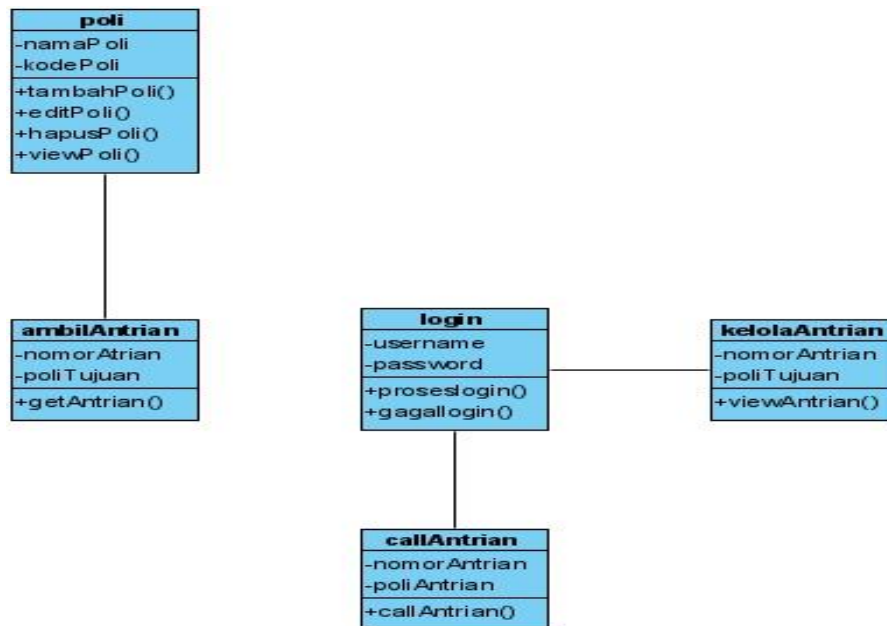 poli
-namaPoli
-kodePoli
+tambahPoli()
+editPoli()
+hapusPoli()
+viewPoli()
ambilAntrian
-nomorAtrian
-poliTujuan
+getAntrian()
login
-username
-password
+proseslogin()
+gagallogin()
kelolaAntrian
-nomorAntrian
-poliTujuan
+viewAntrian()
callAntrian
-nomorAntrian
-poliAntrian
+callAntrian()